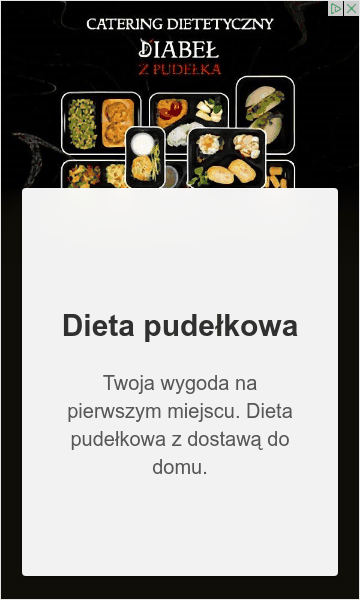 CATERING DIETETYCZNY
DIABEŁ
Z PUDEŁKA
Dieta pudełkowa
Twoja wygoda na
pierwszym miejscu. Dieta
pudełkowa z dostawą do
domu.